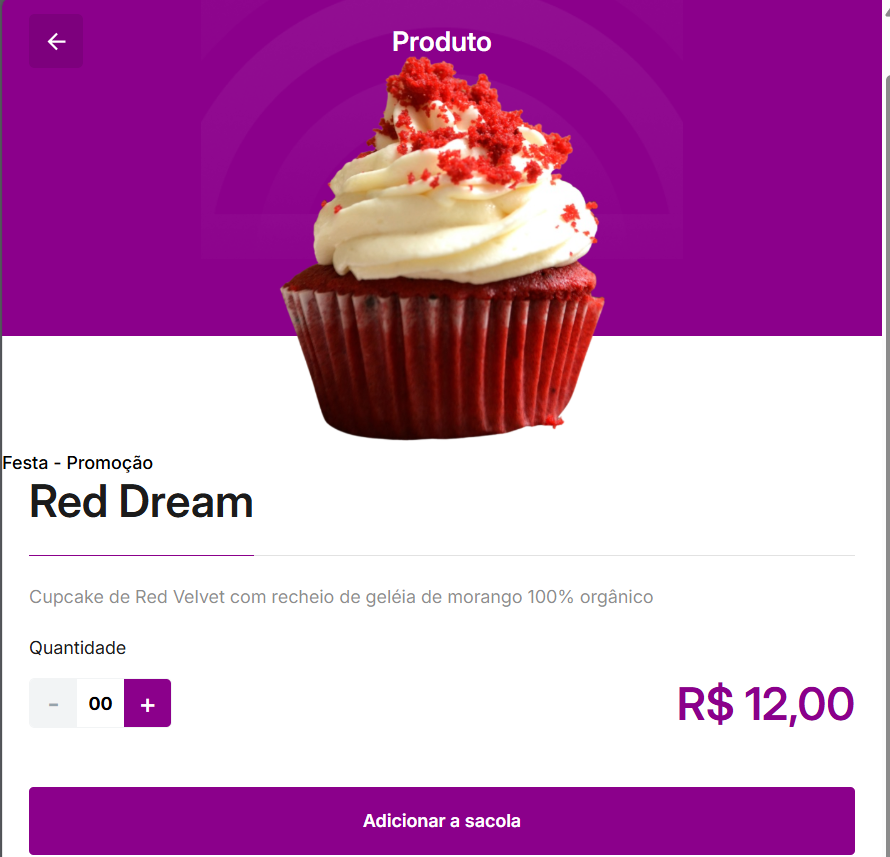 Produto
Festa - Promoção
Red Dream
Cupcake de Red Velvet com recheio de geléia de morango 100% orgânico
Quantidade
- 00 +
R$ 12,00
Adicionar a sacola